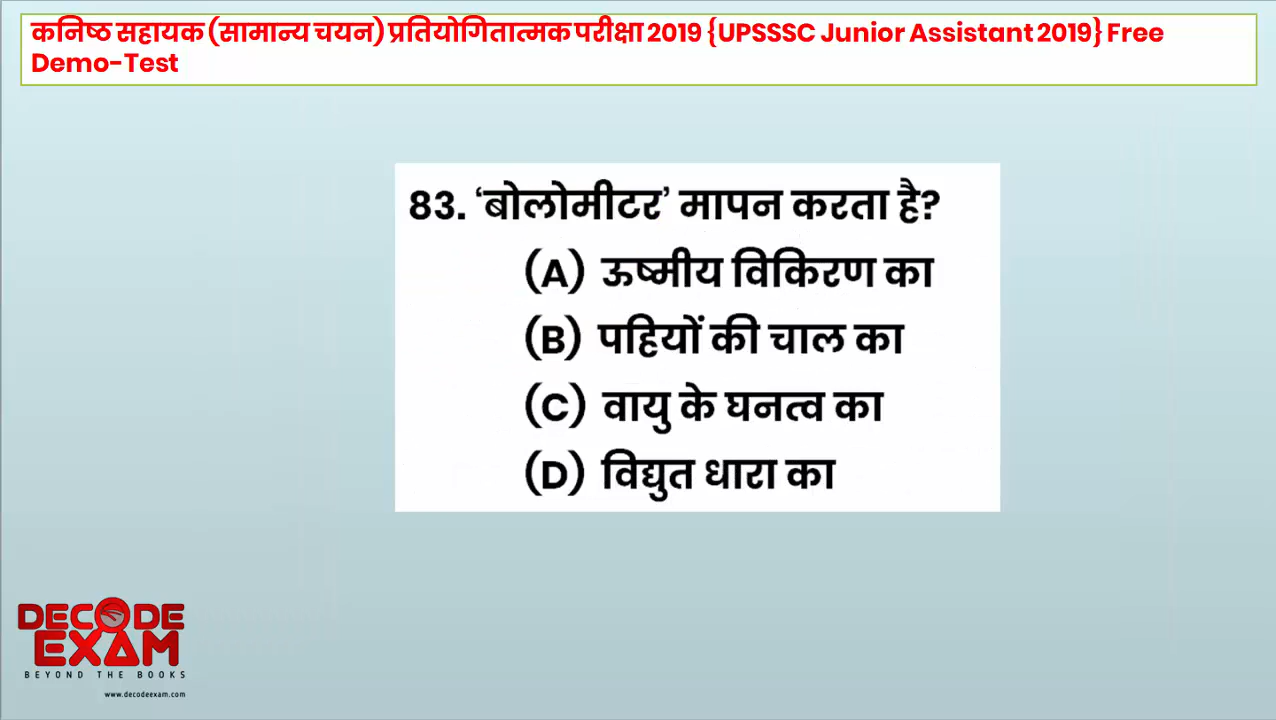 कनिष्ठ सहायक (सामान्य चयन) प्रतियोगितात्मक परीक्षा 2019 {UPSSSC Junior Assistant 2019} Free
Demo-Test
83. ‘बोलोमीटर’ मापन करता है?
(A) ऊष्मीय विकिरण का
(B) पहियों की चाल का
(C) वायु के घनत्व का
(D) विद्युत धारा का
DECODE
EXAM
BEYOND THE BOOKS
www.decodeexam.com